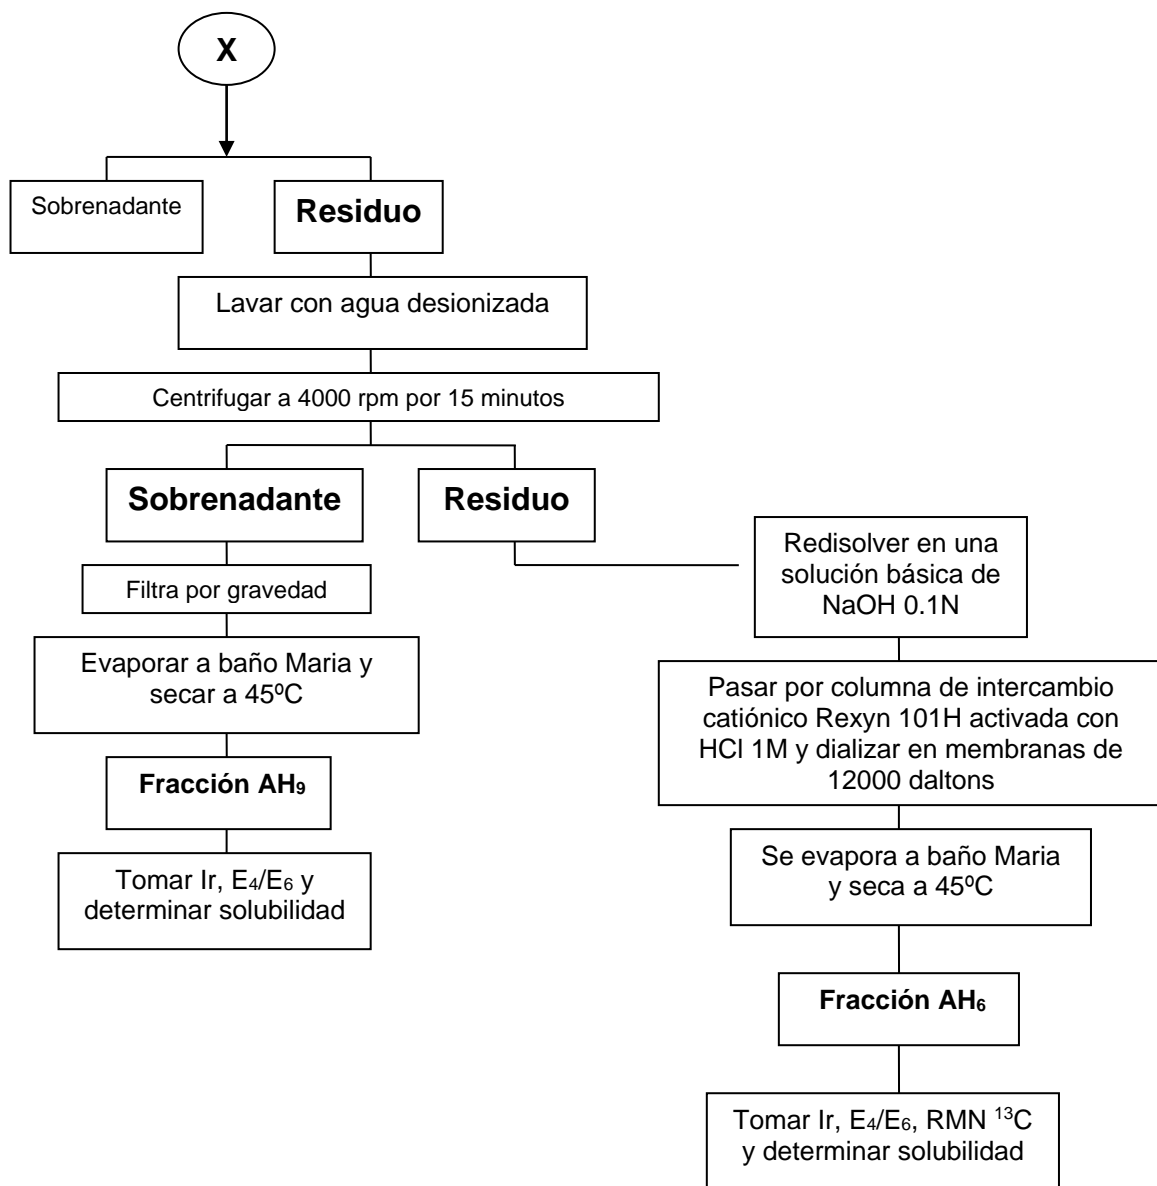 X
Sobrenadante
Residuo
Lavar con agua desionizada
Centrifugar a 4000 rpm por 15 minutos
Sobrenadante
Residuo
Filtra por gravedad
Evaporar a baño Maria y
secar a 45ºC
Fracción AH₉
Tomar Ir, E₄/E₆ y
determinar solubilidad
Redisolver en una
solución básica de
NaOH 0.1N
Pasar por columna de intercambio
catiónico Rexyn 101H activada con
HCl 1M y dializar en membranas de
12000 daltons
Se evapora a baño Maria
y seca a 45ºC
Fracción AH₆
Tomar Ir, E₄/E₆, RMN ¹³C
y determinar solubilidad